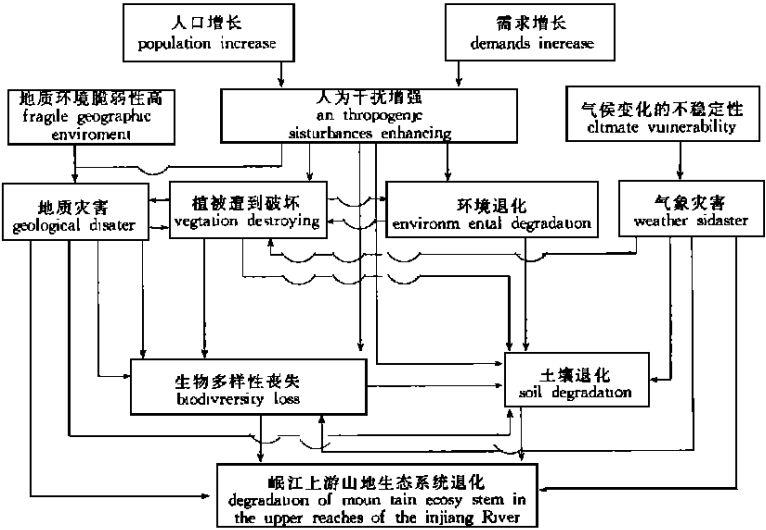 人口增长
population increase
需求增长
demands increase
地质环境脆弱性高
fragile geographic
enviroment
人为干扰增强
an thropogenic
sisturbances enhancing
气候变化的不稳定性
cltmate vulnerability
地质灾害
geological disater
植被遭到破坏
vegtation destroying
环境退化
environm ental degradation
气象灾害
weather sidaster
生物多样性丧失
biodivrersity loss
土壤退化
soil degradation
岷江上游山地生态系统退化
degradation of moun tain ecosy stem in
the upper reaches of the injiang River